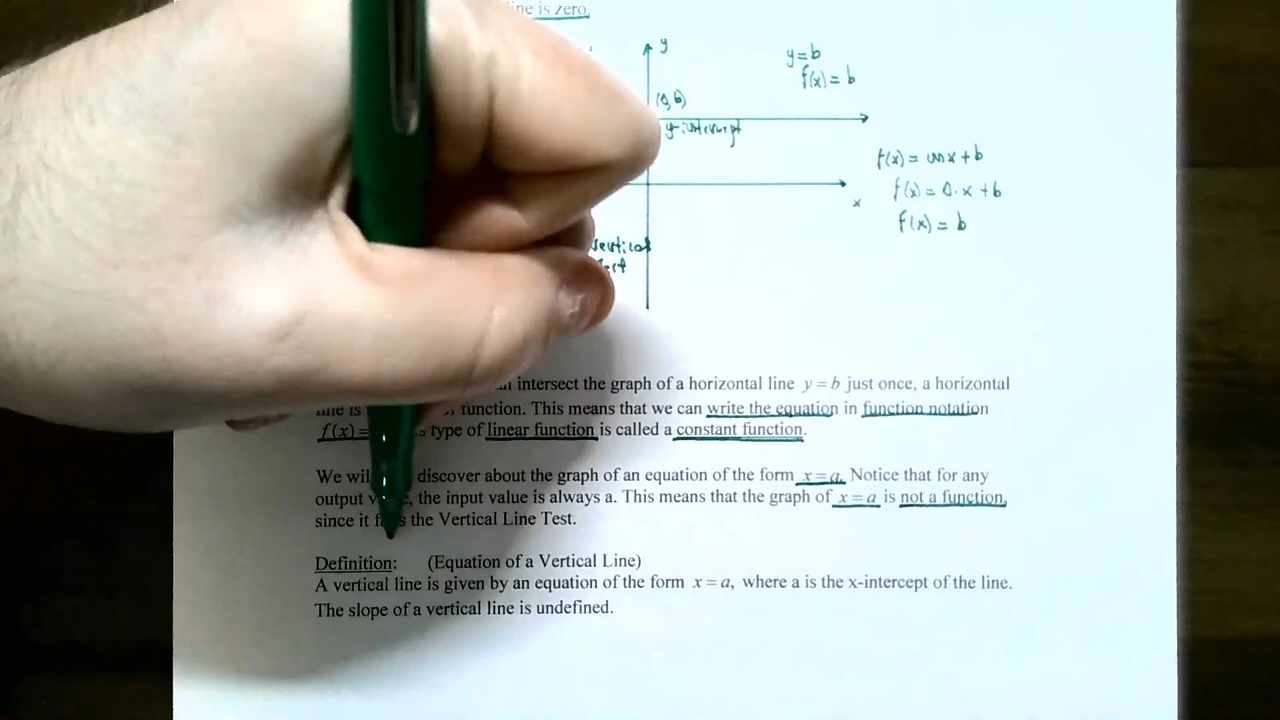 line is zero.
y
y=b
f(x) = b
(0,b)
y-intercept
f(x) = mx + b
f(x) = 0·x + b
x
f(x) = b
vertical
intersect the graph of a horizontal line y = b just once, a horizontal
line is function. This means that we can write the equation in function notation
f(x) = type of linear function is called a constant function.
We will discover about the graph of an equation of the form x = a. Notice that for any
output the input value is always a. This means that the graph of x = a is not a function,
since it the Vertical Line Test.
Definition: (Equation of a Vertical Line)
A vertical line is given by an equation of the form x = a, where a is the x-intercept of the line.
The slope of a vertical line is undefined.